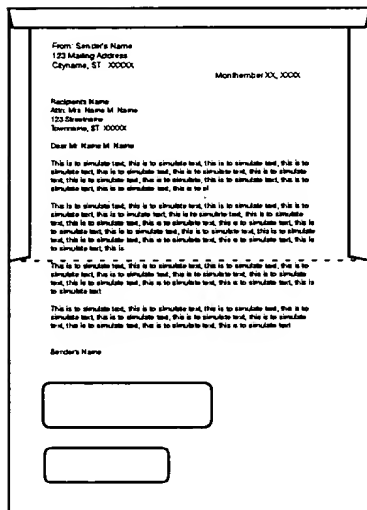 From: Sender's Name
123 Mailing Address
Cityname, ST XXXXX
Monthember XX, XXXX
Recipients Name
Attn: Mrs. Name M. Name
123 Streetname
Townname, ST XXXXX
Dear Mr. Name M. Name
This is to simulate text, this is to simulate text, this is to simulate text, this is to
simulate text, this is to simulate text, this is to simulate text, this is to simulate
text, this is to simulate text, this is to simulate text, this is to simulate text, this is to
simulate text, this is to simulate text, this is to si
This is to simulate text, this is to simulate text, this is to simulate text, this is to
simulate text, this is to imulate text, this is to simulate text, this is to simulate
text, this is to simulate text, this is to simulate text, this is to simulate text, this is
to simulate text, this is to simulate text, this is to simulate text, this is to simulate
text, this is to simulate text, this is to simulate text, this is to simulate text, this is
to simulate text, this is
This is to simulate text, this is to simulate text, this is to simulate text, this is to
simulate text, this is to simulate text, this is to simulate text, this is to simulate
text, this is to simulate text, this is to simulate text, this is to simulate text, this is
to simulate text
This is to simulate text, this is to simulate text, this is to simulate text, this is to
simulate text, this is to simulate text, this is to simulate text, this is to simulate
text, this is to simulate text, this is to simulate text, this is to simulate text
Sender's Name